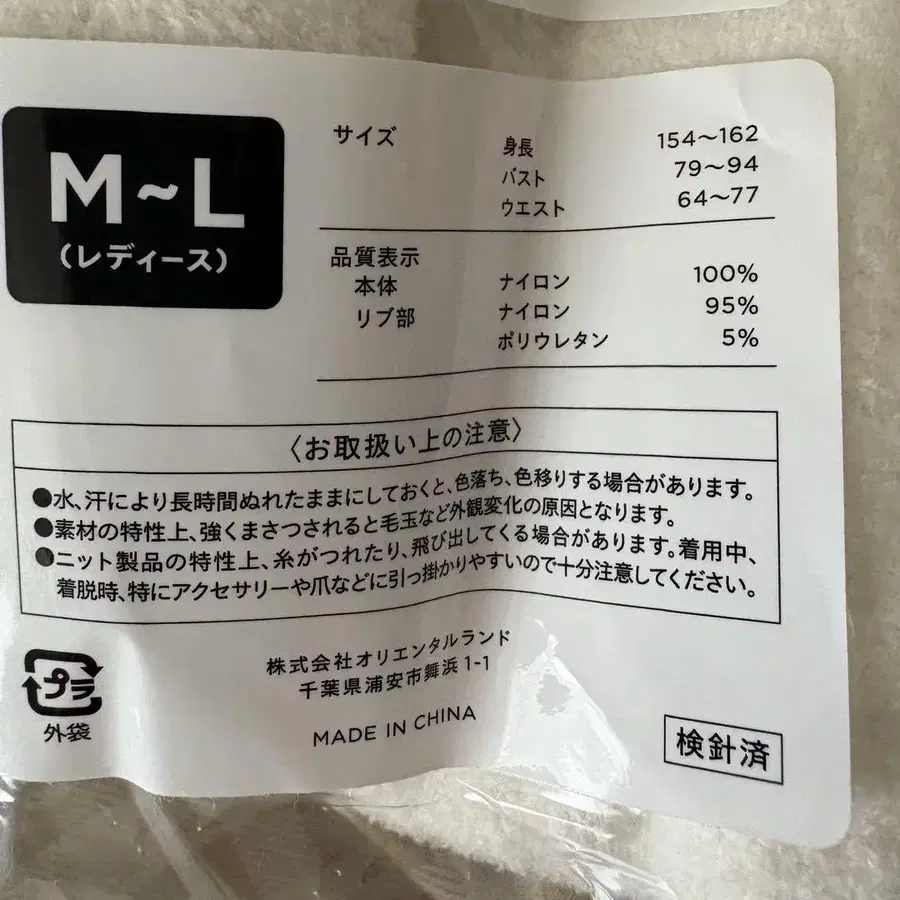 M~L
(レディース)
サイズ 身長 154〜162
バスト 79〜94
ウエスト 64〜77
品質表示
本体 ナイロン 100%
リブ部 ナイロン 95%
ポリウレタン 5%
〈お取扱い上の注意〉
●水、汗により長時間ぬれたままにしておくと、色落ち、色移りする場合があります。
●素材の特性上、強くまさつされると毛玉など外観変化の原因となります。
●ニット製品の特性上、糸がつれたり、飛び出してくる場合があります。着用中、
着脱時、特にアクセサリーや爪などに引っ掛かりやすいので十分注意してください。
株式会社オリエンタルランド
千葉県浦安市舞浜1-1
MADE IN CHINA
プラ
外袋
検針済